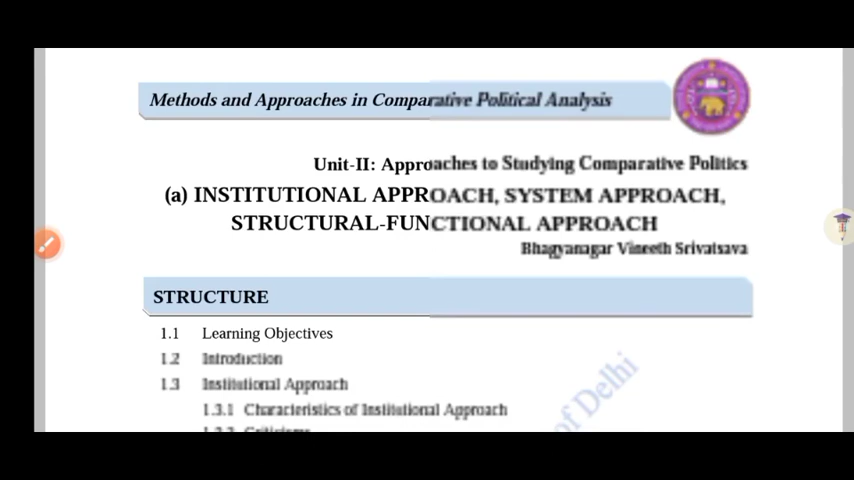 Methods and Approaches in Comparative Political Analysis
Unit-II: Approaches to Studying Comparative Politics
(a) INSTITUTIONAL APPROACH, SYSTEM APPROACH,
STRUCTURAL-FUNCTIONAL APPROACH
Bhagyanagar Vineeth Srivatsava
STRUCTURE
1.1 Learning Objectives
1.2 Introduction
1.3 Institutional Approach
1.3.1 Characteristics of Institutional Approach
of Delhi